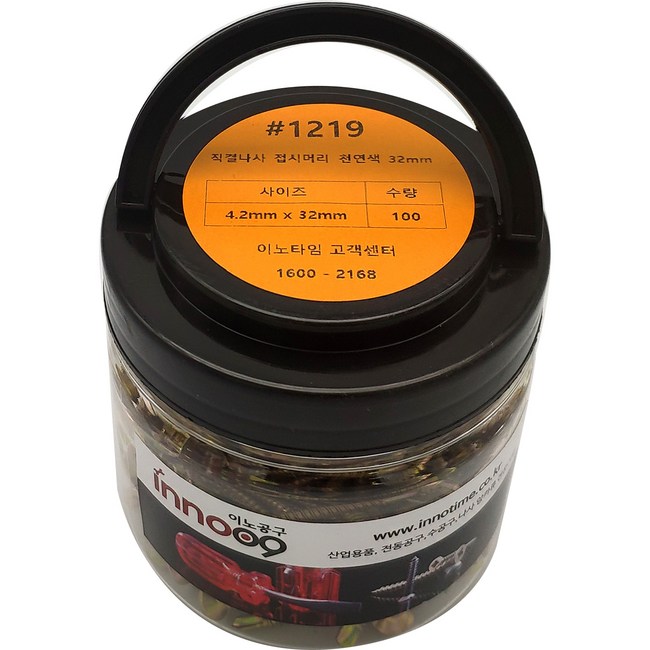 #1219
직결나사 접시머리 천연색 32mm
사이즈 수량
4.2mm x 32mm 100
이노타임 고객센터
1600 - 2168
이노공구
inno09
www.innotime.co.kr
산업용품, 전동공구, 수공구, 나사